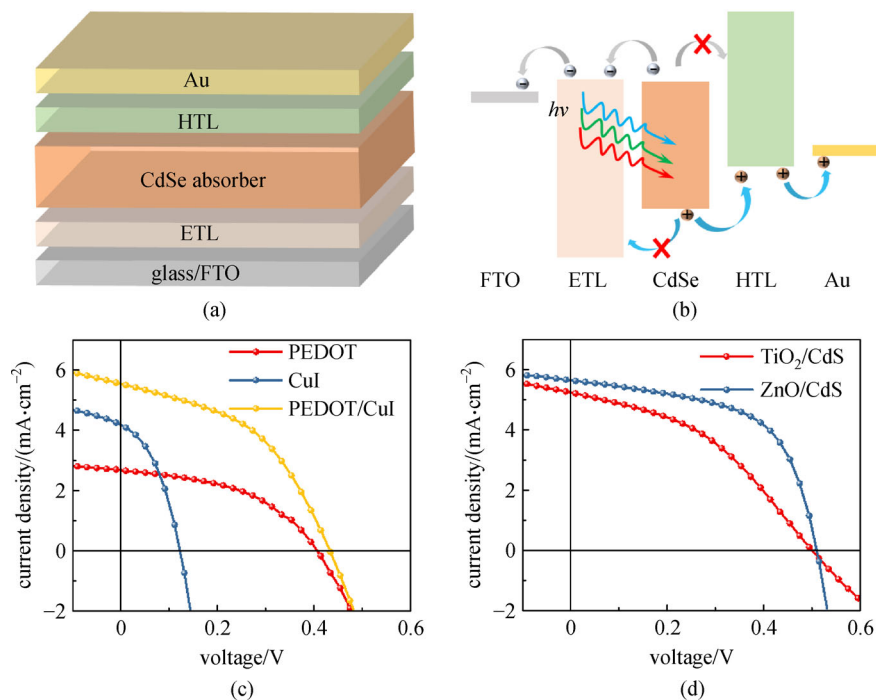 Au
HTL
CdSe absorber
ETL
glass/FTO
(a)
hν
FTO ETL CdSe HTL Au
(b)
current density/(mA·cm−2)
6
4
2
0
−2
0 0.2 0.4 0.6
voltage/V
PEDOT
CuI
PEDOT/CuI
(c)
current density/(mA·cm−2)
6
4
2
0
−2
0 0.2 0.4 0.6
voltage/V
TiO2/CdS
ZnO/CdS
(d)